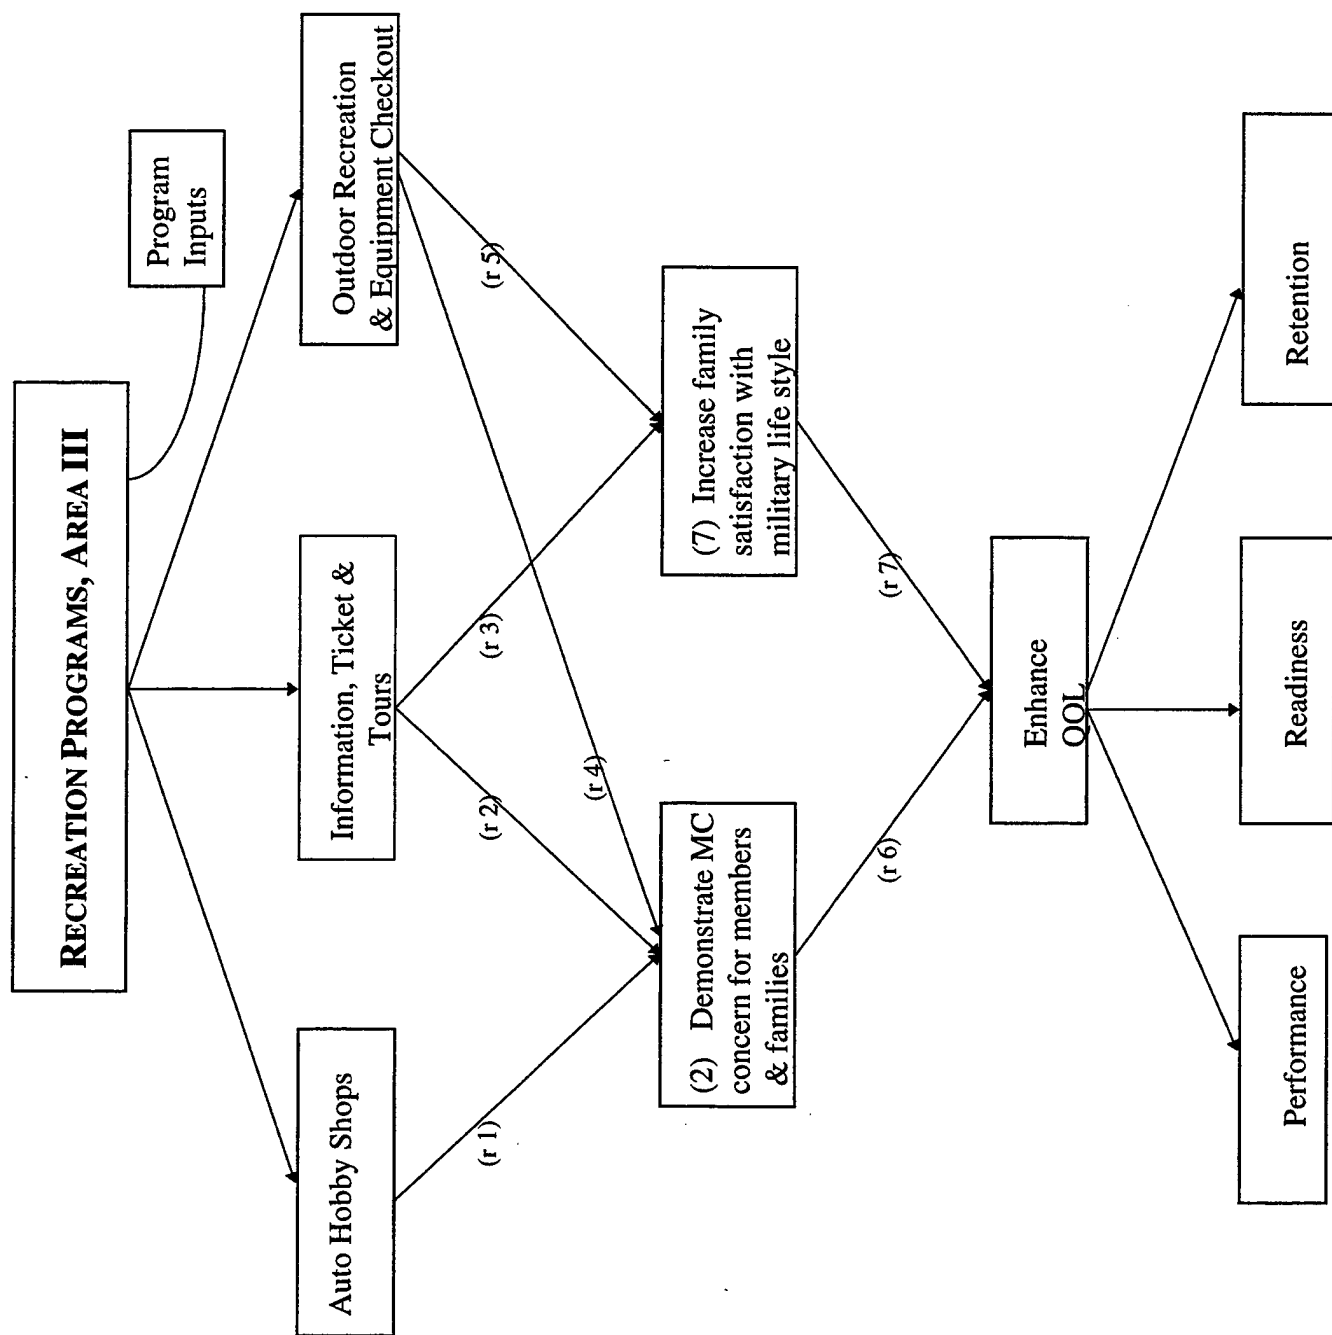 RECREATION PROGRAMS, AREA III
Program
Inputs
Auto Hobby Shops
Information, Ticket &
Tours
Outdoor Recreation
& Equipment Checkout
(r 1)
(r 2)
(r 3)
(r 4)
(r 5)
(2) Demonstrate MC
concern for members
& families
(7) Increase family
satisfaction with
military life style
(r 6)
(r 7)
Enhance
QOL
Performance
Readiness
Retention